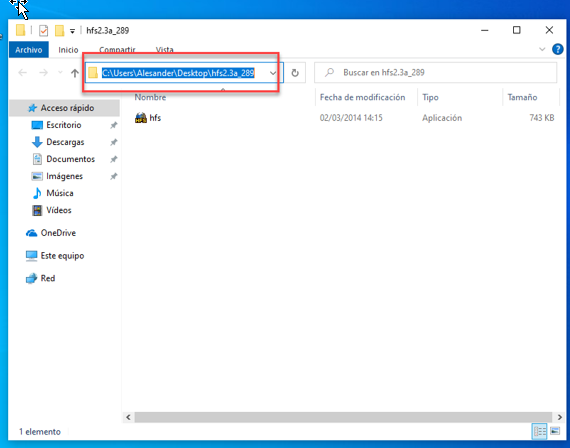 hfs2.3a_289
Archivo Inicio Compartir Vista
C:\Users\Alesander\Desktop\hfs2.3a_289
Buscar en hfs2.3a_289
Nombre Fecha de modificación Tipo Tamaño
hfs 02/03/2014 14:15 Aplicación 743 KB
Acceso rápido
Escritorio
Descargas
Documentos
Imágenes
Música
Vídeos
OneDrive
Este equipo
Red
1 elemento